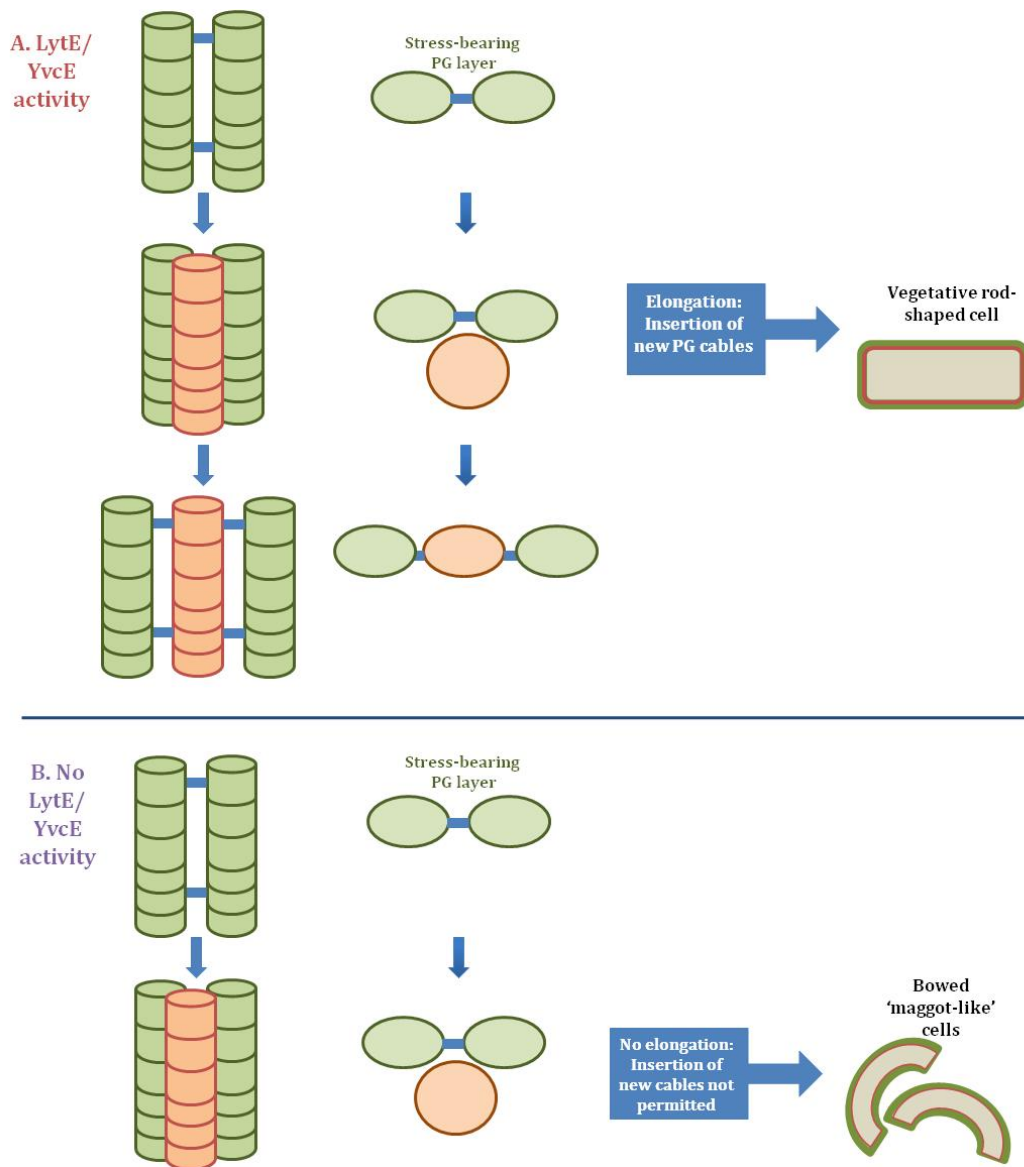 A. LytE/
YvcE
activity
Stress-bearing
PG layer
Elongation:
Insertion of
new PG cables
Vegetative rod-
shaped cell
B. No
LytE/
YvcE
activity
Stress-bearing
PG layer
No elongation:
Insertion of
new cables not
permitted
Bowed
‘maggot-like’
cells